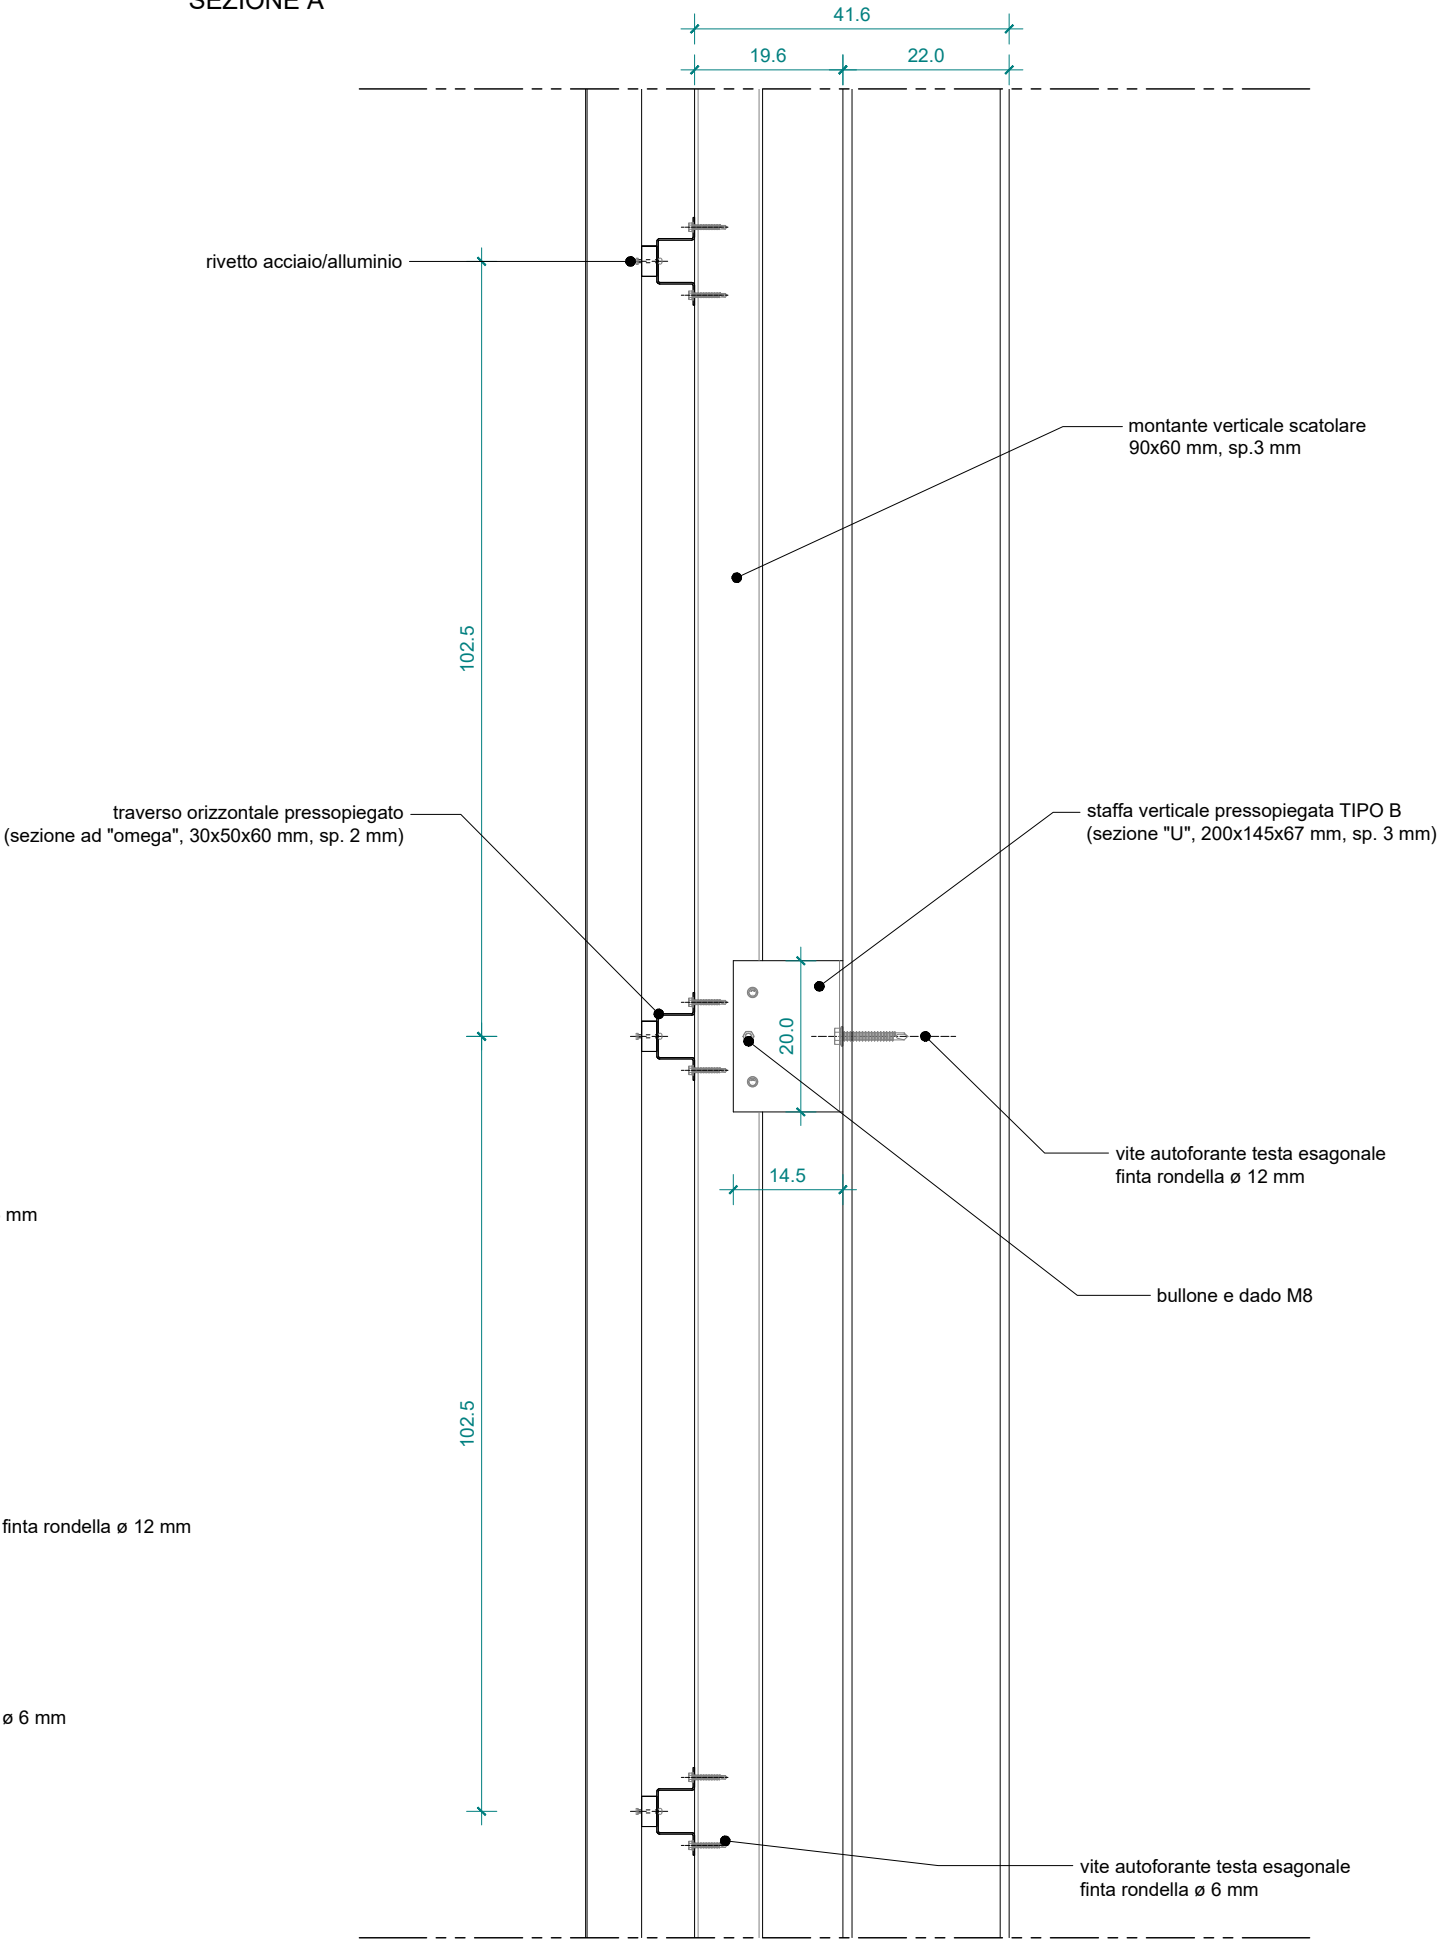 SEZIONE A
41.6
19.6
22.0
rivetto acciaio/alluminio
montante verticale scatolare
90x60 mm, sp.3 mm
102.5
traverso orizzontale pressopiegato
(sezione ad "omega", 30x50x60 mm, sp. 2 mm)
staffa verticale pressopiegata TIPO B
(sezione "U", 200x145x67 mm, sp. 3 mm)
20.0
vite autoforante testa esagonale
finta rondella ø 12 mm
14.5
mm
bullone e dado M8
102.5
finta rondella ø 12 mm
ø 6 mm
vite autoforante testa esagonale
finta rondella ø 6 mm